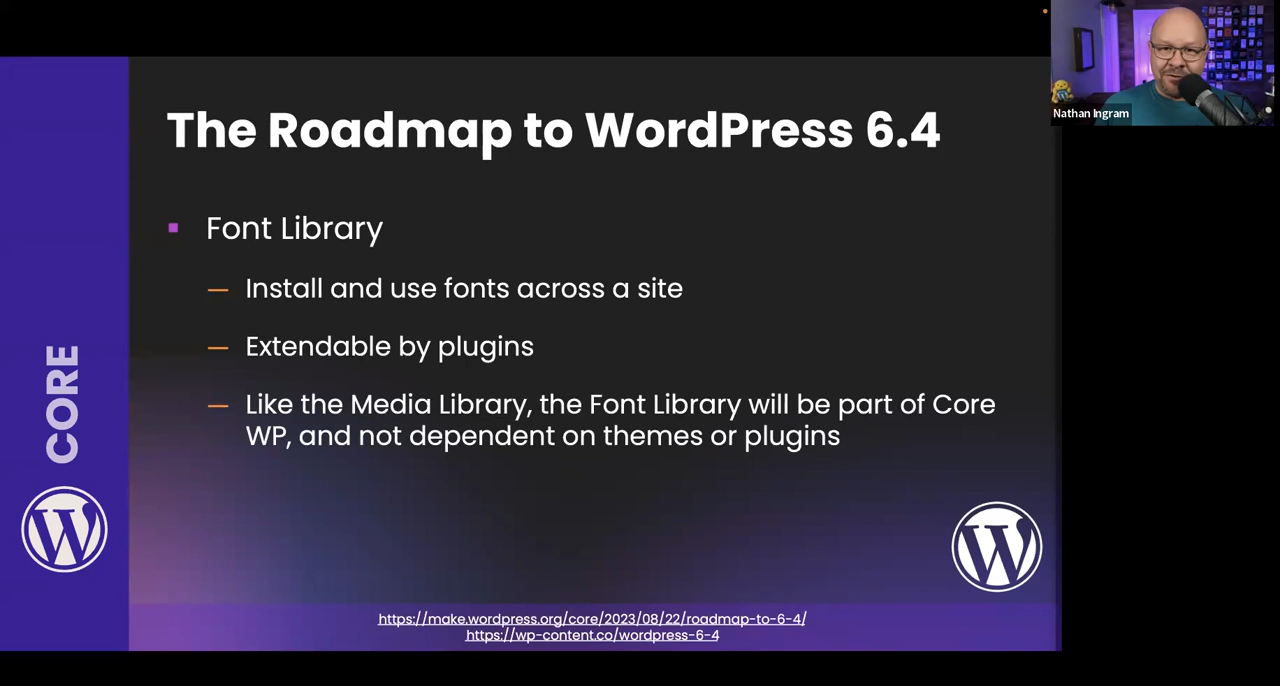 The Roadmap to WordPress 6.4
Font Library
Install and use fonts across a site
Extendable by plugins
Like the Media Library, the Font Library will be part of Core
WP, and not dependent on themes or plugins
CORE
https://make.wordpress.org/core/2023/08/22/roadmap-to-6-4/
https://wp-content.co/wordpress-6-4
Nathan Ingram